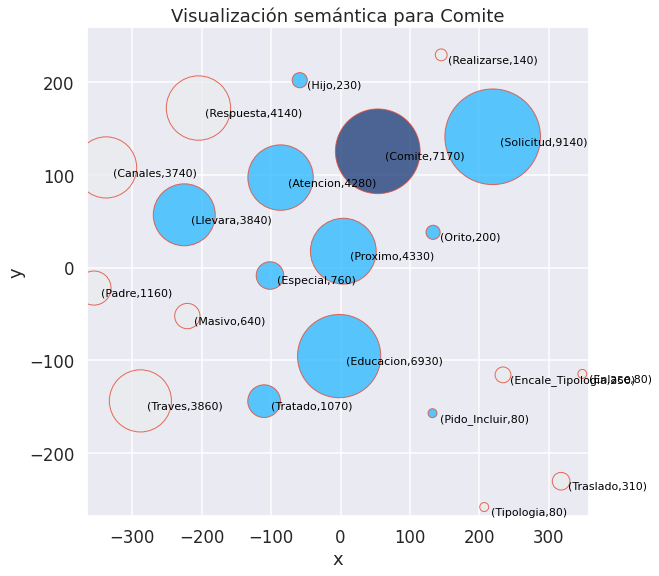 Visualización semántica para Comite
(Realizarse,140)
(Hijo,230)
(Respuesta,4140)
(Solicitud,9140)
(Comite,7170)
(Canales,3740)
(Atencion,4280)
(Llevara,3840)
(Orito,200)
(Proximo,4330)
(Especial,760)
(Padre,1160)
(Masivo,640)
(Educacion,6930)
(Encale_Tipologia,250)
(Traves,3860)
(Tratado,1070)
(Pido_Incluir,80)
(Traslado,310)
(Tipologia,80)
200
100
0
−100
−200
y
−300
−200
−100
0
100
200
300
x